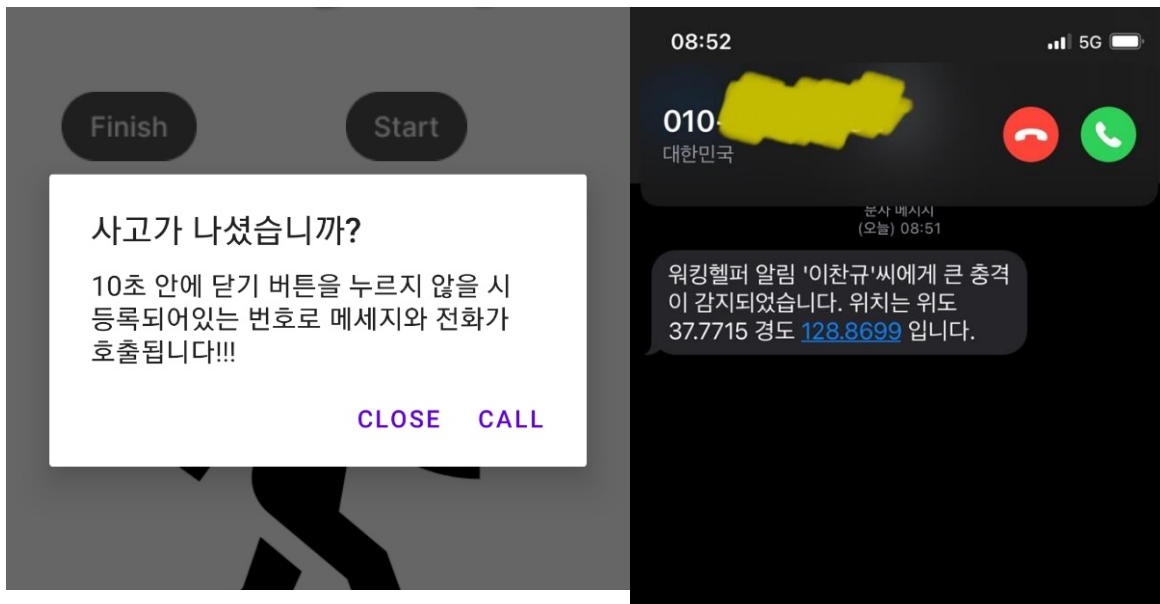 Finish
Start
사고가 나셨습니까?
10초 안에 닫기 버튼을 누르지 않을 시
등록되어있는 번호로 메세지와 전화가
호출됩니다!!!
CLOSE
CALL
08:52
5G
010-
대한민국
문자 메시지
(오늘) 08:51
워킹헬퍼 알림 '이찬규'씨에게 큰 충격
이 감지되었습니다. 위치는 위도
37.7715 경도 128.8699 입니다.